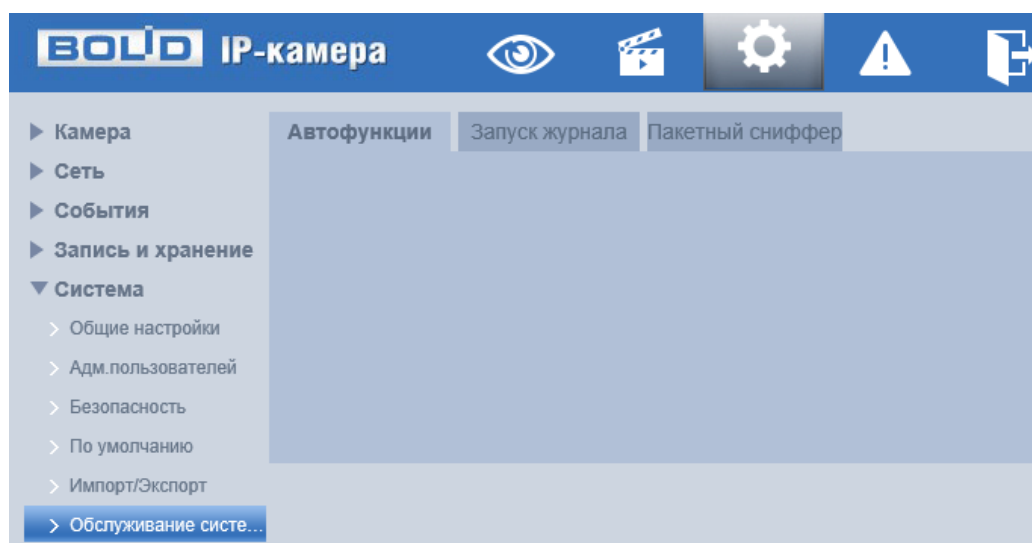 BOLID IP-камера
Камера
Автофункции Запуск журнала Пакетный сниффер
Сеть
События
Запись и хранение
Система
Общие настройки
Адм.пользователей
Безопасность
По умолчанию
Импорт/Экспорт
Обслуживание систе...